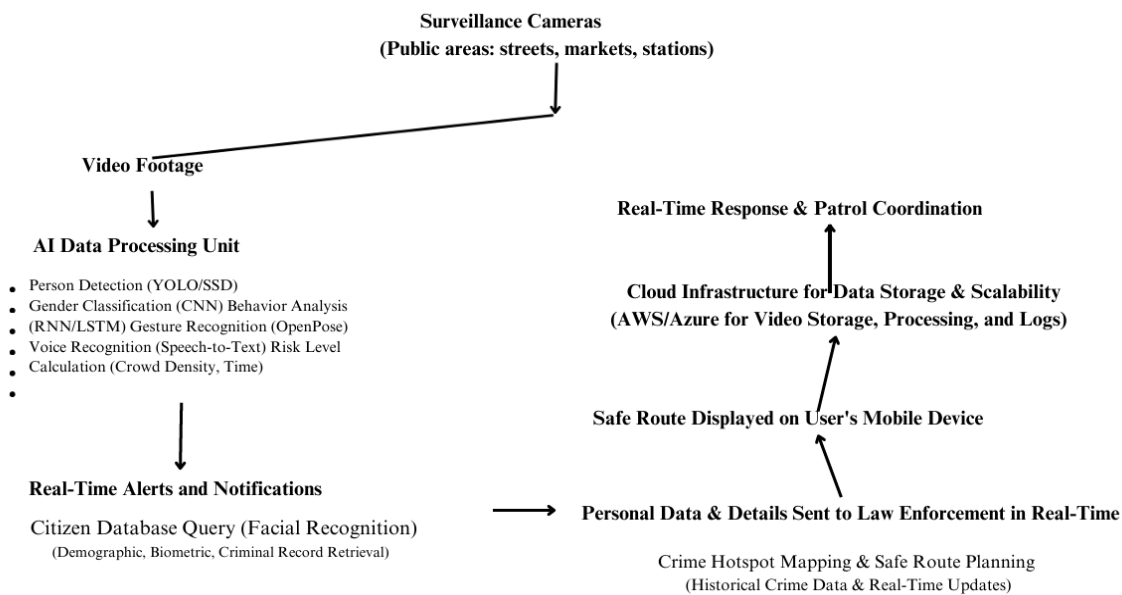 Surveillance Cameras
(Public areas: streets, markets, stations)
Video Footage
AI Data Processing Unit
• Person Detection (YOLO/SSD)
• Gender Classification (CNN) Behavior Analysis
• (RNN/LSTM) Gesture Recognition (OpenPose)
• Voice Recognition (Speech-to-Text) Risk Level
• Calculation (Crowd Density, Time)
•
Real-Time Alerts and Notifications
Citizen Database Query (Facial Recognition)
(Demographic, Biometric, Criminal Record Retrieval)
Personal Data & Details Sent to Law Enforcement in Real-Time
Crime Hotspot Mapping & Safe Route Planning
(Historical Crime Data & Real-Time Updates)
Safe Route Displayed on User's Mobile Device
Cloud Infrastructure for Data Storage & Scalability
(AWS/Azure for Video Storage, Processing, and Logs)
Real-Time Response & Patrol Coordination